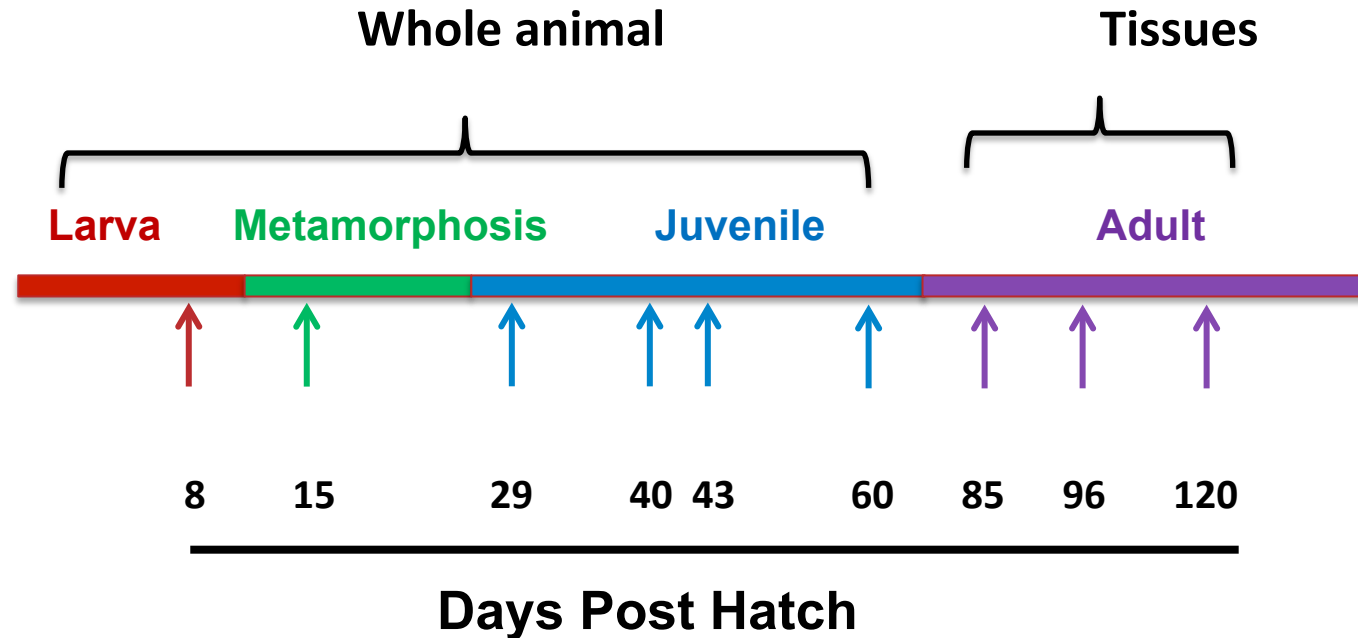 Whole animal Tissues
Larva Metamorphosis Juvenile Adult
8 15 29 40 43 60 85 96 120
Days Post Hatch